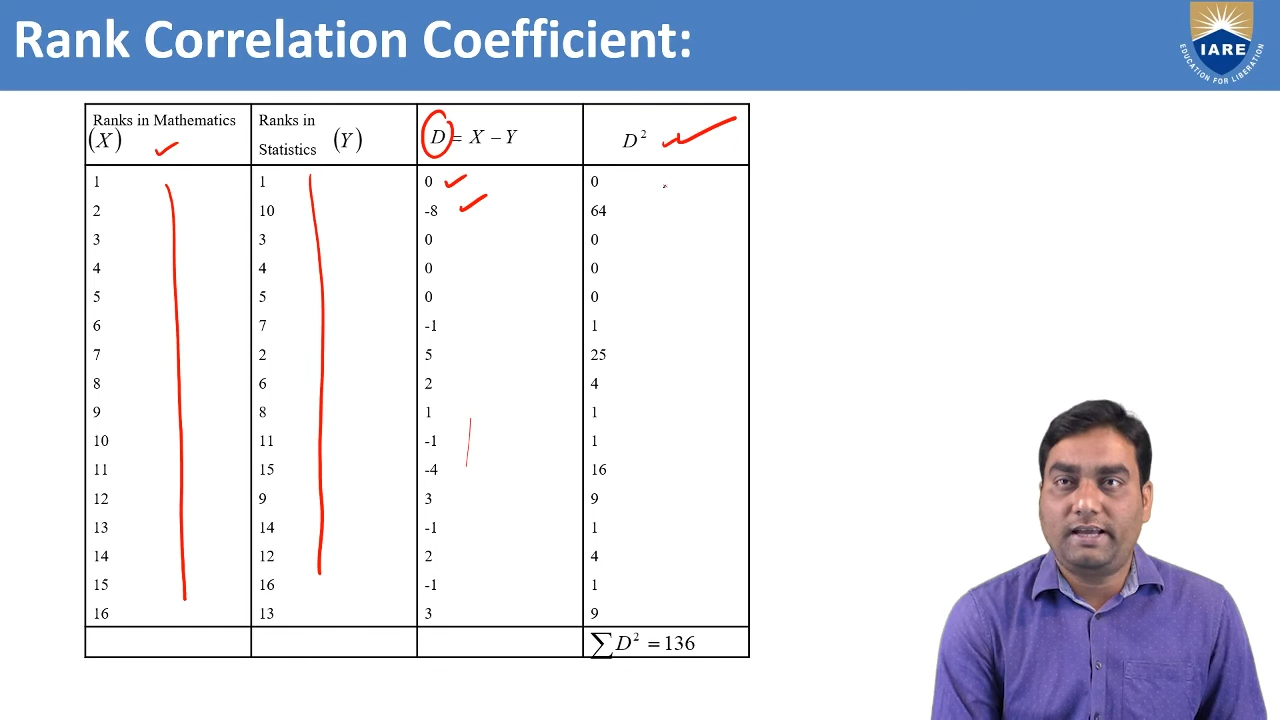 Rank Correlation Coefficient:
IARE
EDUCATION FOR LIBERATION
Ranks in Mathematics (X) Ranks in Statistics (Y) D = X − Y D²
1 1 0 0
2 10 -8 64
3 3 0 0
4 4 0 0
5 5 0 0
6 7 -1 1
7 2 5 25
8 6 2 4
9 8 1 1
10 11 -1 1
11 15 -4 16
12 9 3 9
13 14 -1 1
14 12 2 4
15 16 -1 1
16 13 3 9
∑ D² = 136